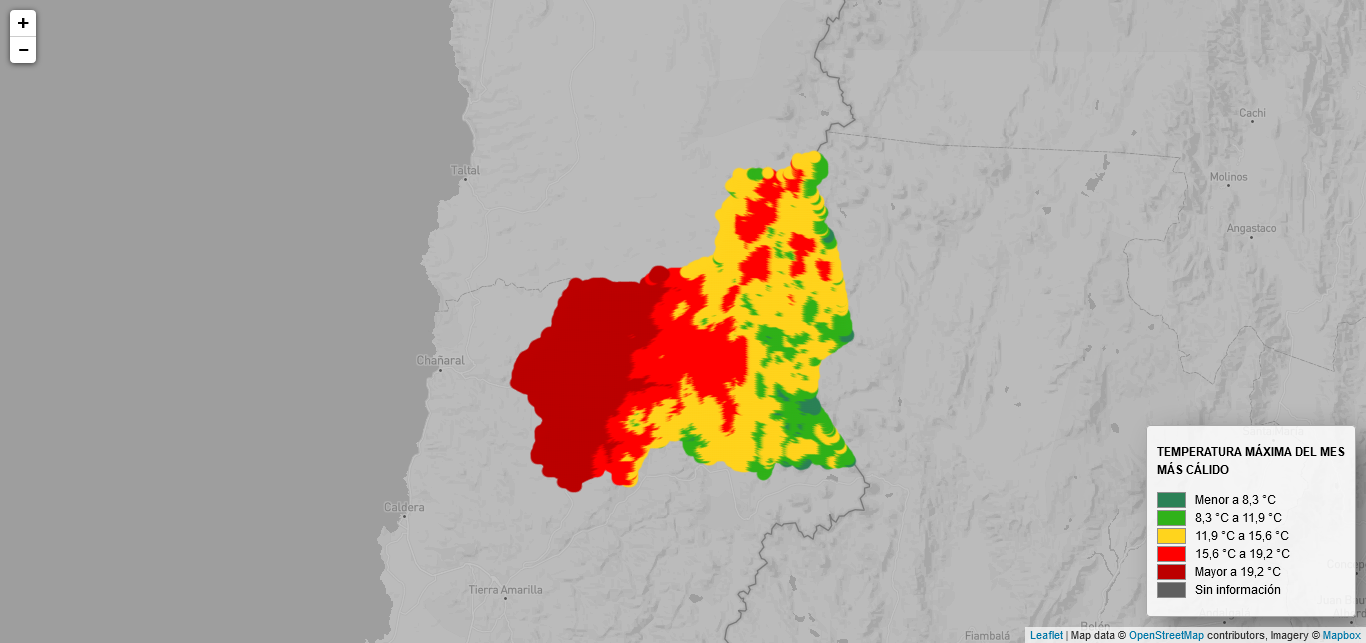 +
−
Cachi
Taltal
Molinos
Angastaco
Chañaral
Caldera
Tierra Amarilla
Fiambalá
Belén
TEMPERATURA MÁXIMA DEL MES
MÁS CÁLIDO
Menor a 8,3 °C
8,3 °C a 11,9 °C
11,9 °C a 15,6 °C
15,6 °C a 19,2 °C
Mayor a 19,2 °C
Sin información
Leaflet | Map data © OpenStreetMap contributors, Imagery © Mapbox